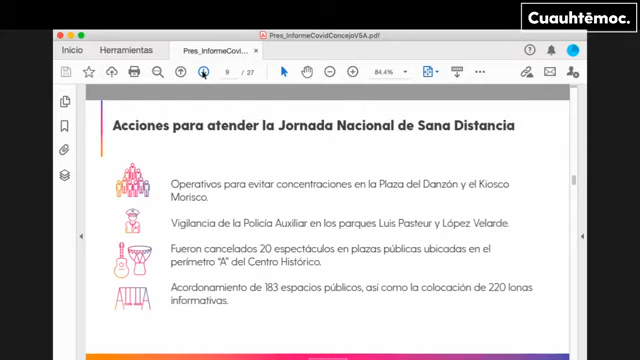 Cuauhtēmoc.
Pres_InformeCovidConcejoVSA.pdf
Inicio Herramientas Pres_InformeCovi... ×
9 / 27 84.4%
Acciones para atender la Jornada Nacional de Sana Distancia
Operativos para evitar concentraciones en la Plaza del Danzón y el Kiosco
Morisco.
Vigilancia de la Policía Auxiliar en los parques Luis Pasteur y López Velarde.
Fueron cancelados 20 espectáculos en plazas públicas ubicadas en el
perímetro “A” del Centro Histórico.
Acordonamiento de 183 espacios públicos, así como la colocación de 220 lonas
informativas.